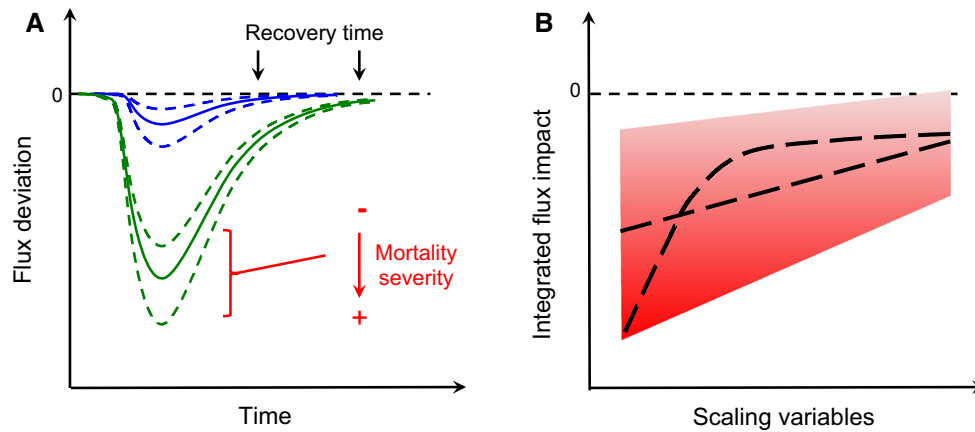 A
Recovery time
0
Flux deviation
-
Mortality
severity
+
Time
B
0
Integrated flux impact
Scaling variables